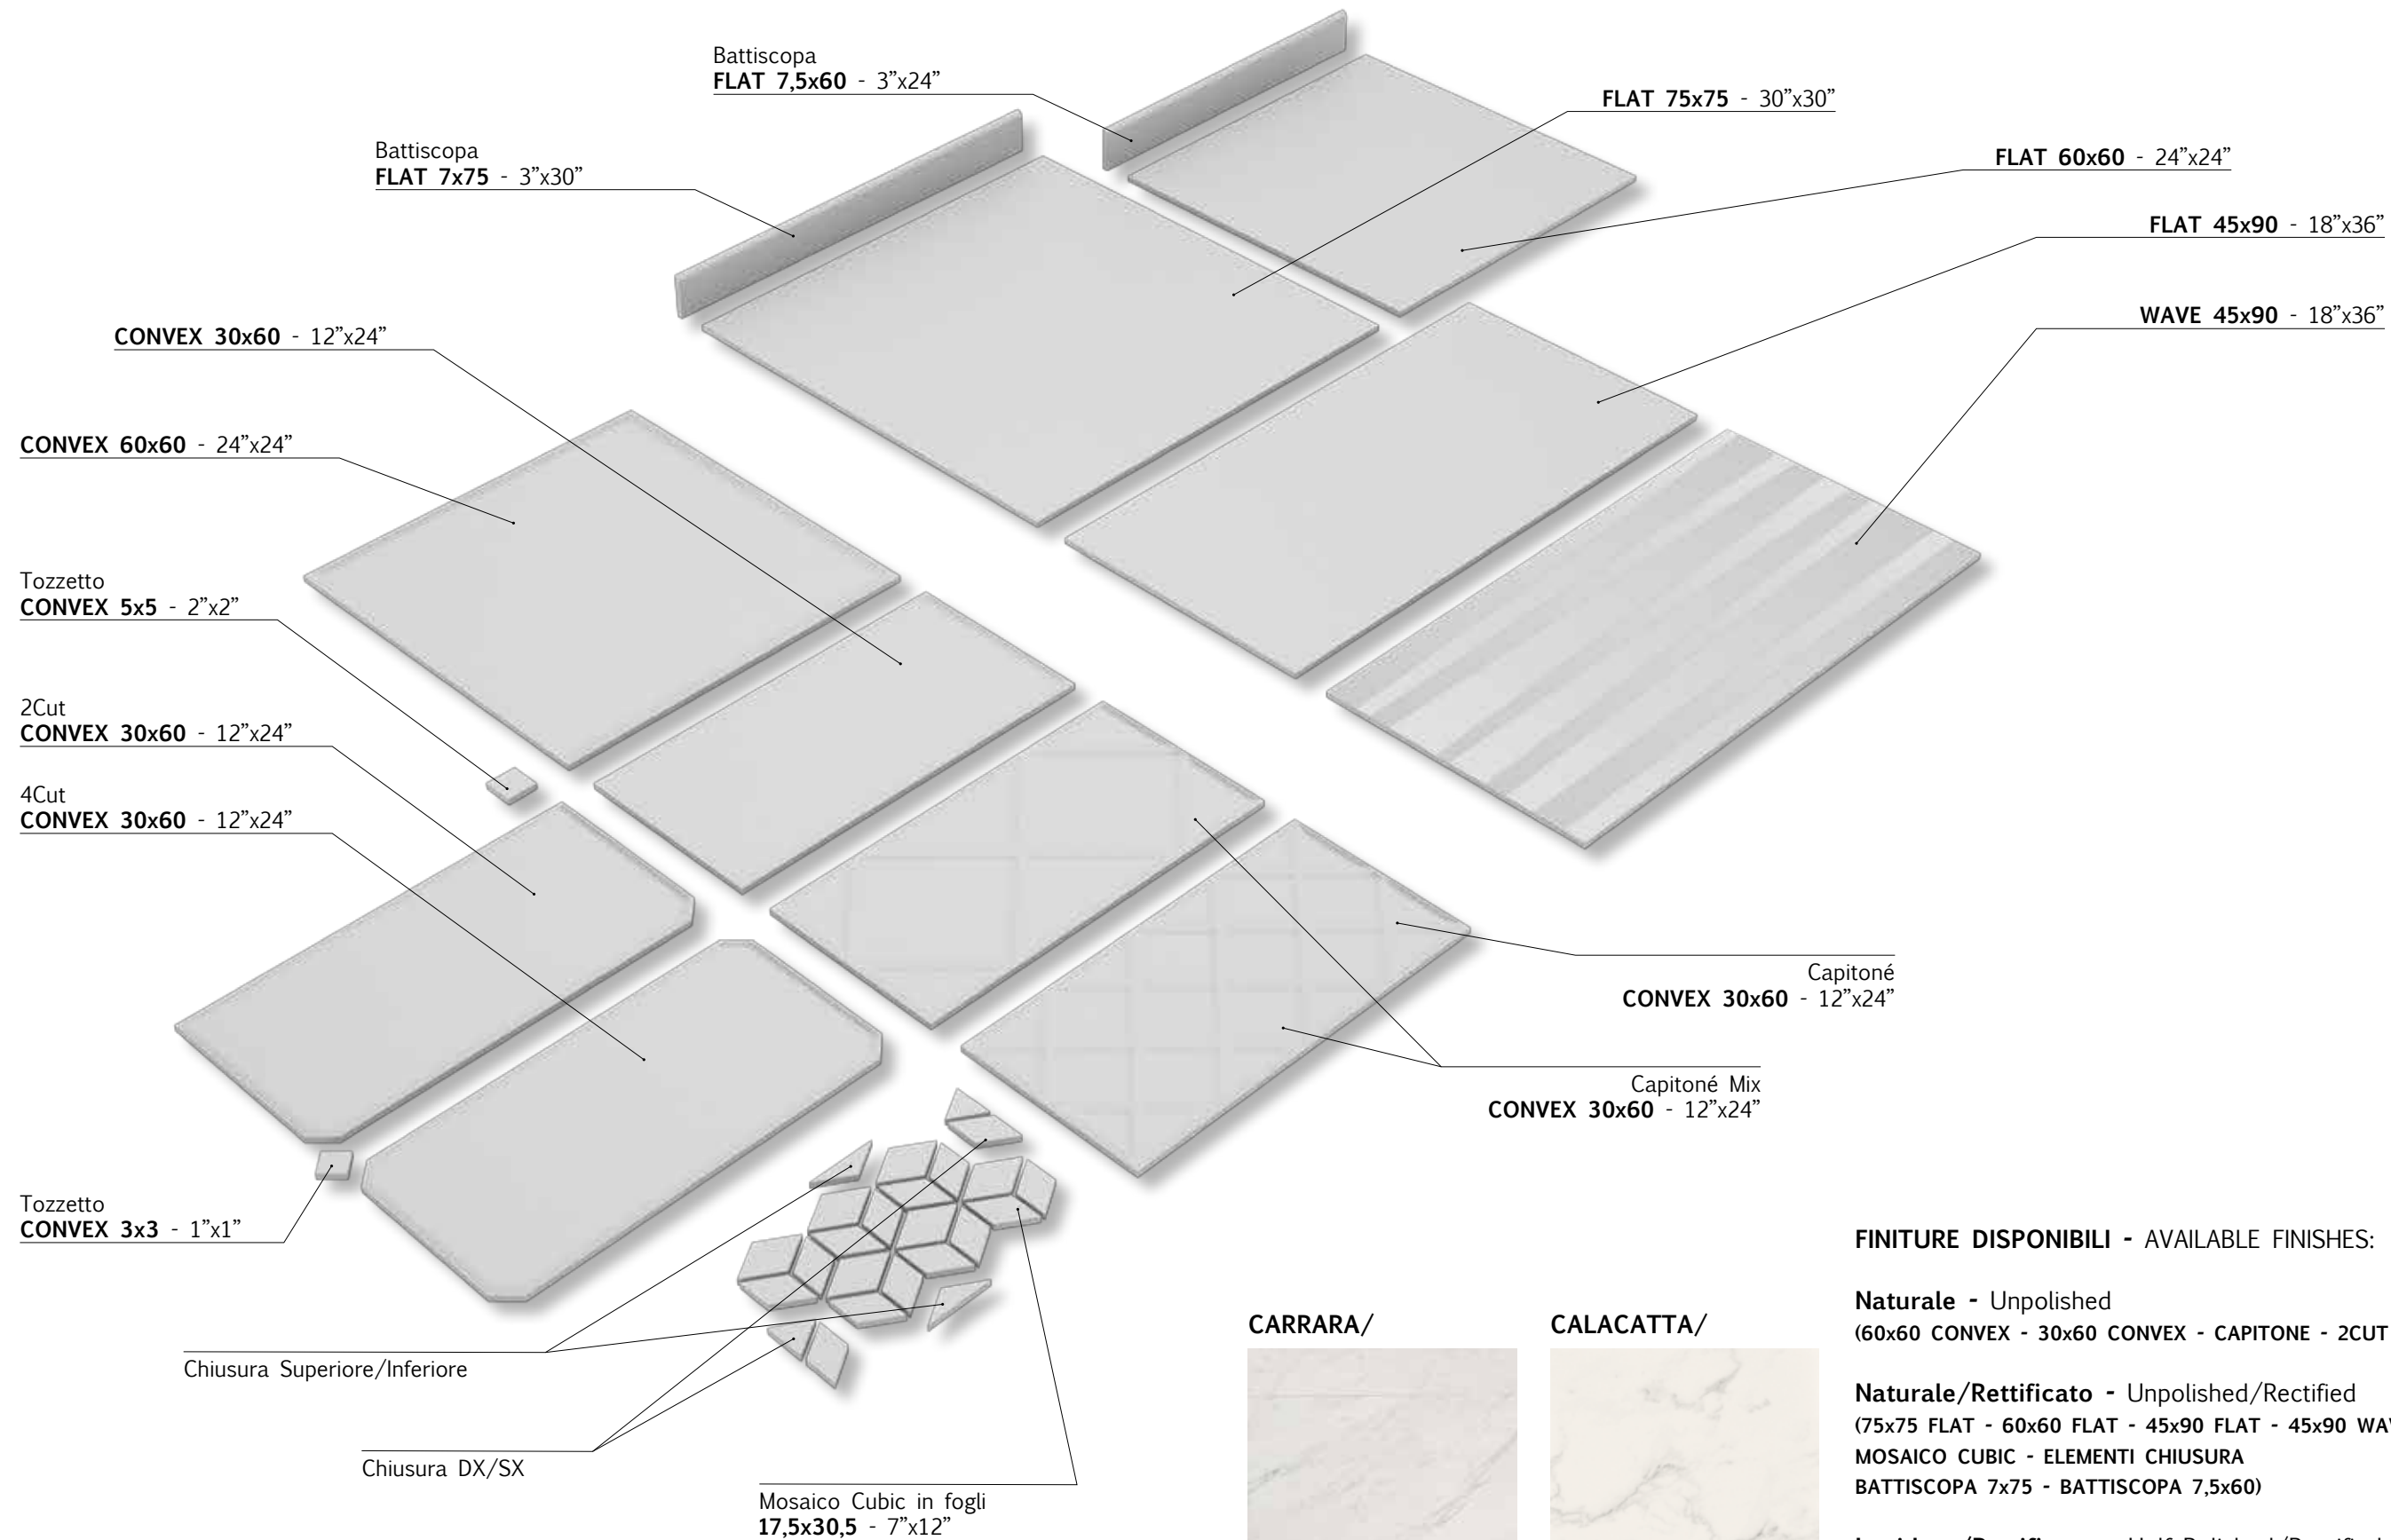 Battiscopa
FLAT 7,5x60 - 3”x24”
FLAT 75x75 - 30”x30”
Battiscopa
FLAT 7x75 - 3”x30”
FLAT 60x60 - 24”x24”
FLAT 45x90 - 18”x36”
WAVE 45x90 - 18”x36”
CONVEX 30x60 - 12”x24”
CONVEX 60x60 - 24”x24”
Tozzetto
CONVEX 5x5 - 2”x2”
2Cut
CONVEX 30x60 - 12”x24”
4Cut
CONVEX 30x60 - 12”x24”
Capitoné
CONVEX 30x60 - 12”x24”
Capitoné Mix
CONVEX 30x60 - 12”x24”
Tozzetto
CONVEX 3x3 - 1”x1”
Chiusura Superiore/Inferiore
Chiusura DX/SX
Mosaico Cubic in fogli
17,5x30,5 - 7”x12”
CARRARA/
CALACATTA/
FINITURE DISPONIBILI - AVAILABLE FINISHES:
Naturale - Unpolished
(60x60 CONVEX - 30x60 CONVEX - CAPITONE - 2CUT
Naturale/Rettificato - Unpolished/Rectified
(75x75 FLAT - 60x60 FLAT - 45x90 FLAT - 45x90
MOSAICO CUBIC - ELEMENTI CHIUSURA
BATTISCOPA 7x75 - BATTISCOPA 7,5x60)